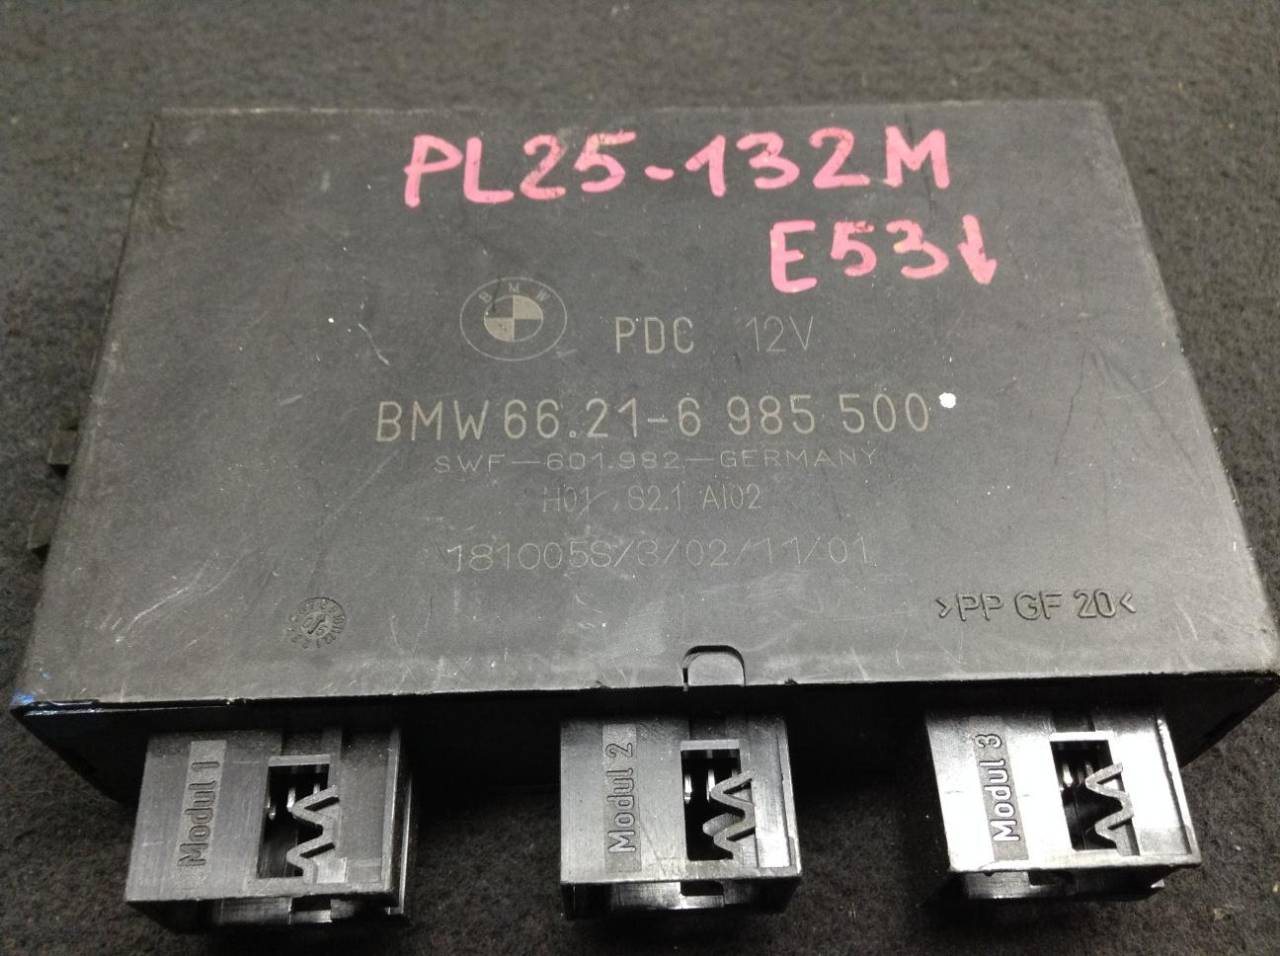 PL25-132M
E53↓
BMW
PDC 12V
BMW 66.21-6 985 500
SWF-601.982-GERMANY
H01 S2.1 AI02
181005S/3/02/11/01
>PP GF 20<
Modul 1
Modul 2
Modul 3